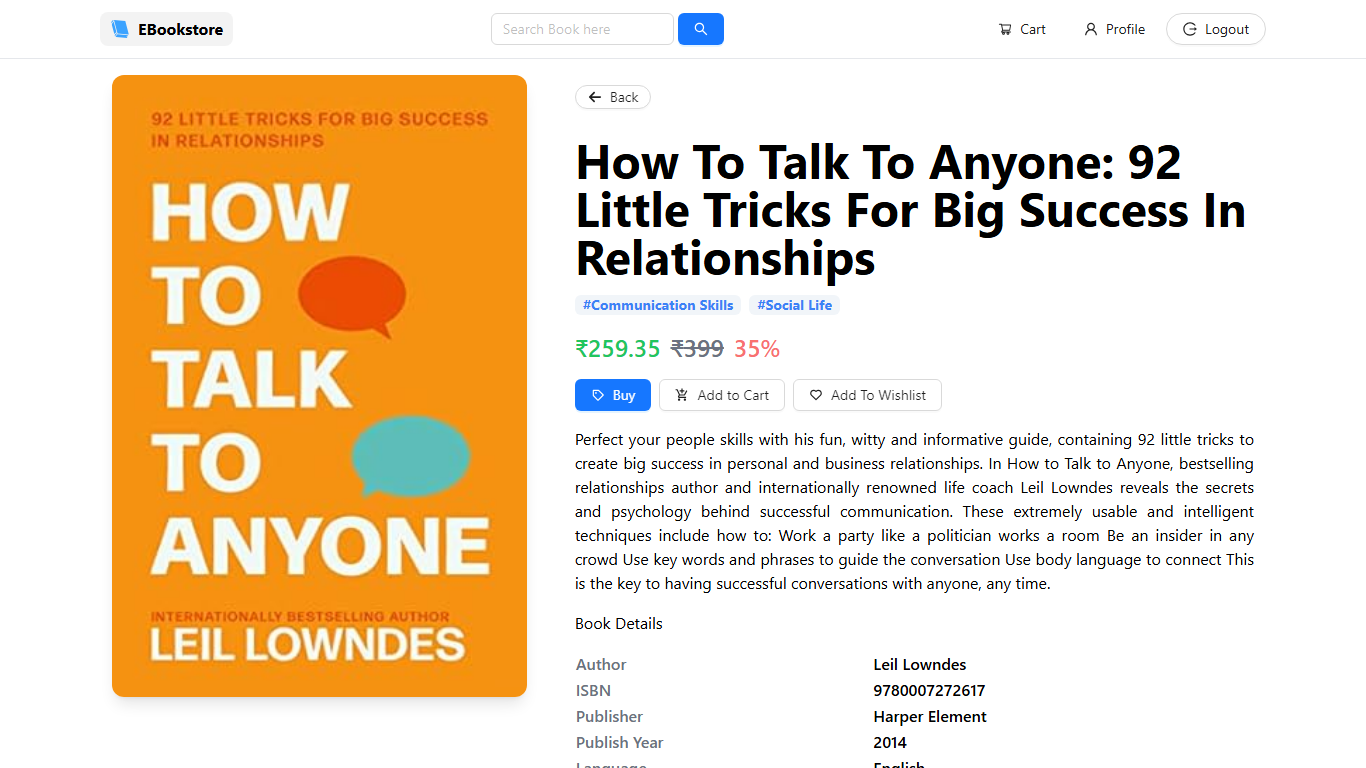 EBookstore
Search Book here
Cart
Profile
Logout
92 LITTLE TRICKS FOR BIG SUCCESS
IN RELATIONSHIPS
HOW
TO
TALK
TO
ANYONE
INTERNATIONALLY BESTSELLING AUTHOR
LEIL LOWNDES
Back
How To Talk To Anyone: 92
Little Tricks For Big Success In
Relationships
#Communication Skills #Social Life
₹259.35 ₹399 35%
Buy Add to Cart Add To Wishlist
Perfect your people skills with his fun, witty and informative guide, containing 92 little tricks to
create big success in personal and business relationships. In How to Talk to Anyone, bestselling
relationships author and internationally renowned life coach Leil Lowndes reveals the secrets
and psychology behind successful communication. These extremely usable and intelligent
techniques include how to: Work a party like a politician works a room Be an insider in any
crowd Use key words and phrases to guide the conversation Use body language to connect This
is the key to having successful conversations with anyone, any time.
Book Details
Author Leil Lowndes
ISBN 9780007272617
Publisher Harper Element
Publish Year 2014
Language English